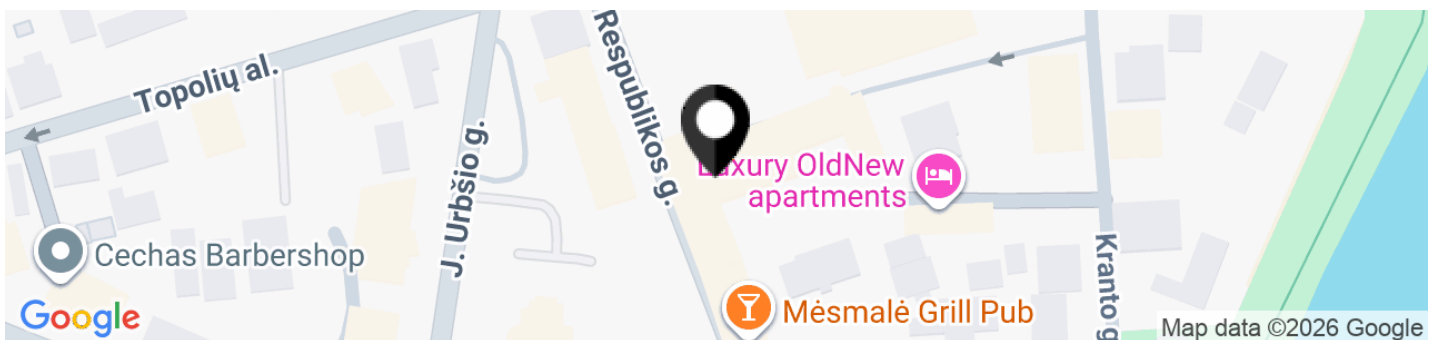 Topolių al.
J. Urbšio g.
Respublikos g.
Luxury OldNew
apartments
Cechas Barbershop
Mėsmalė Grill Pub
Kranto g
Google
Map data ©2026 Google